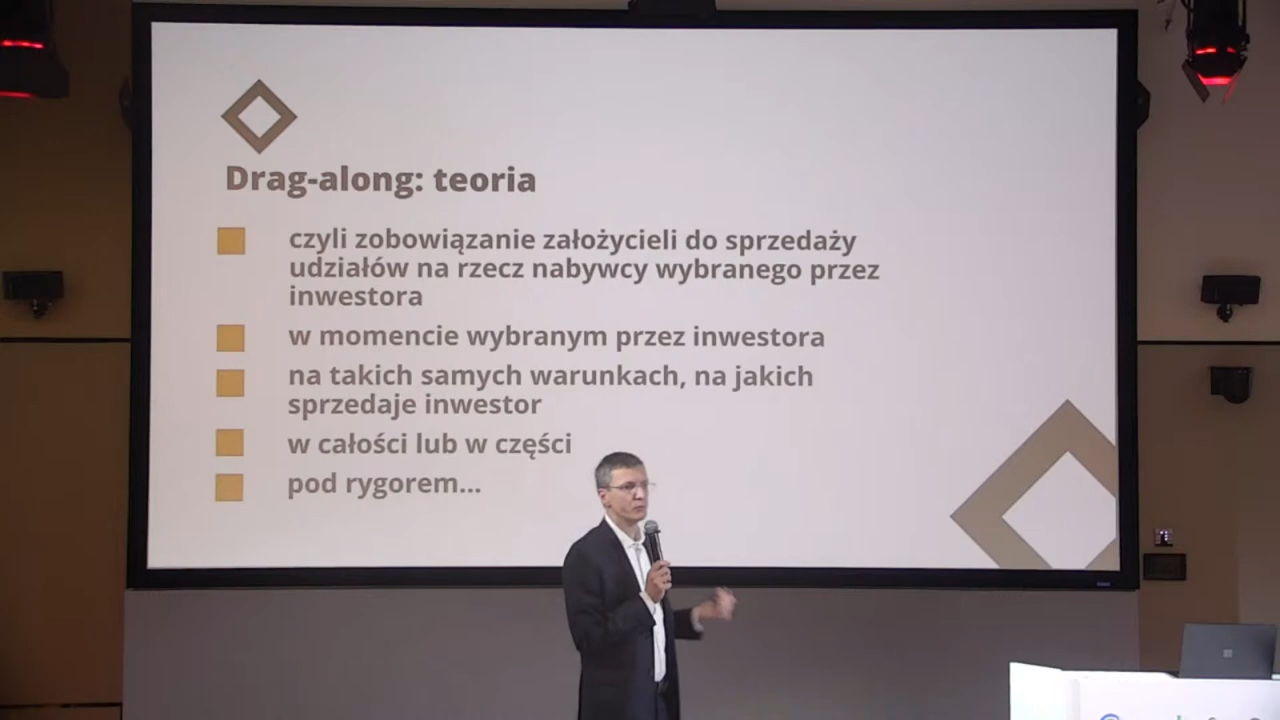 Drag-along: teoria
czyli zobowiązanie założycieli do sprzedaży
udziałów na rzecz nabywcy wybranego przez
inwestora
w momencie wybranym przez inwestora
na takich samych warunkach, na jakich
sprzedaje inwestor
w całości lub w części
pod rygorem...